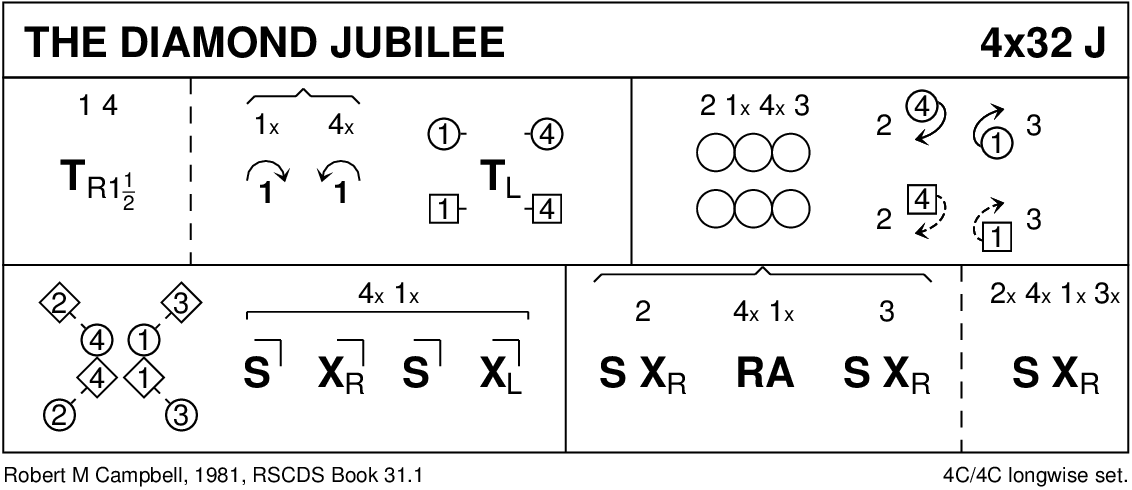 THE DIAMOND JUBILEE 4x32 J
1 4
TR1½
1x 4x
1 1
1 4
TL
1 4
2 1x 4x 3
2 4 1 3
2 4 1 3
2 3
4 1
4 1
2 3
4x 1x
S XR S XL
2 4x 1x 3
S XR RA S XR
2x 4x 1x 3x
S XR
Robert M Campbell, 1981, RSCDS Book 31.1
4C/4C longwise set.